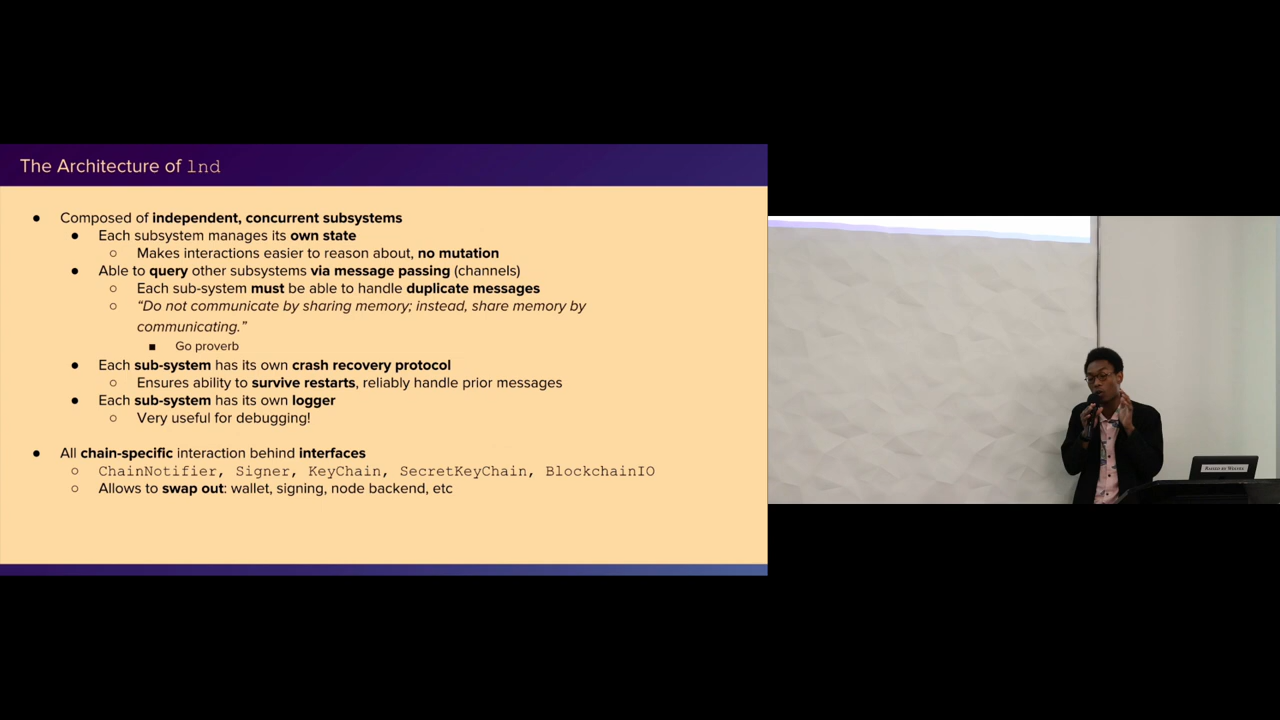 The Architecture of lnd
● Composed of independent, concurrent subsystems
● Each subsystem manages its own state
○ Makes interactions easier to reason about, no mutation
● Able to query other subsystems via message passing (channels)
○ Each sub-system must be able to handle duplicate messages
○ “Do not communicate by sharing memory; instead, share memory by
communicating.”
■ Go proverb
● Each sub-system has its own crash recovery protocol
○ Ensures ability to survive restarts, reliably handle prior messages
● Each sub-system has its own logger
○ Very useful for debugging!
● All chain-specific interaction behind interfaces
○ ChainNotifier, Signer, KeyChain, SecretKeyChain, BlockchainIO
○ Allows to swap out: wallet, signing, node backend, etc